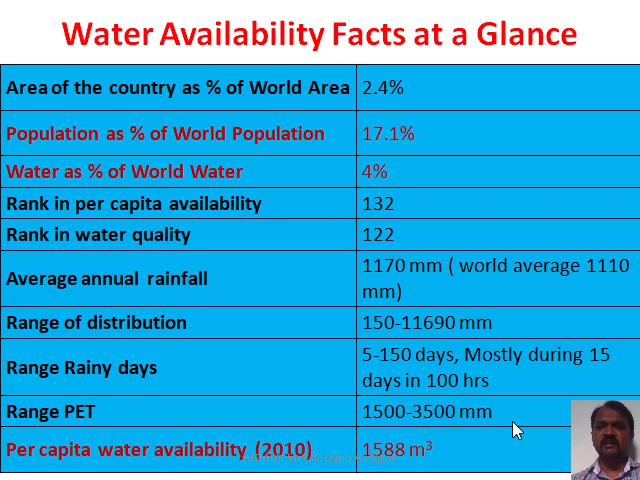 Water Availability Facts at a Glance
Area of the country as % of World Area 2.4%
Population as % of World Population 17.1%
Water as % of World Water 4%
Rank in per capita availability 132
Rank in water quality 122
Average annual rainfall 1170 mm ( world average 1110
mm)
Range of distribution 150-11690 mm
Range Rainy days 5-150 days, Mostly during 15
days in 100 hrs
Range PET 1500-3500 mm
Per capita water availability (2010) 1588 m³